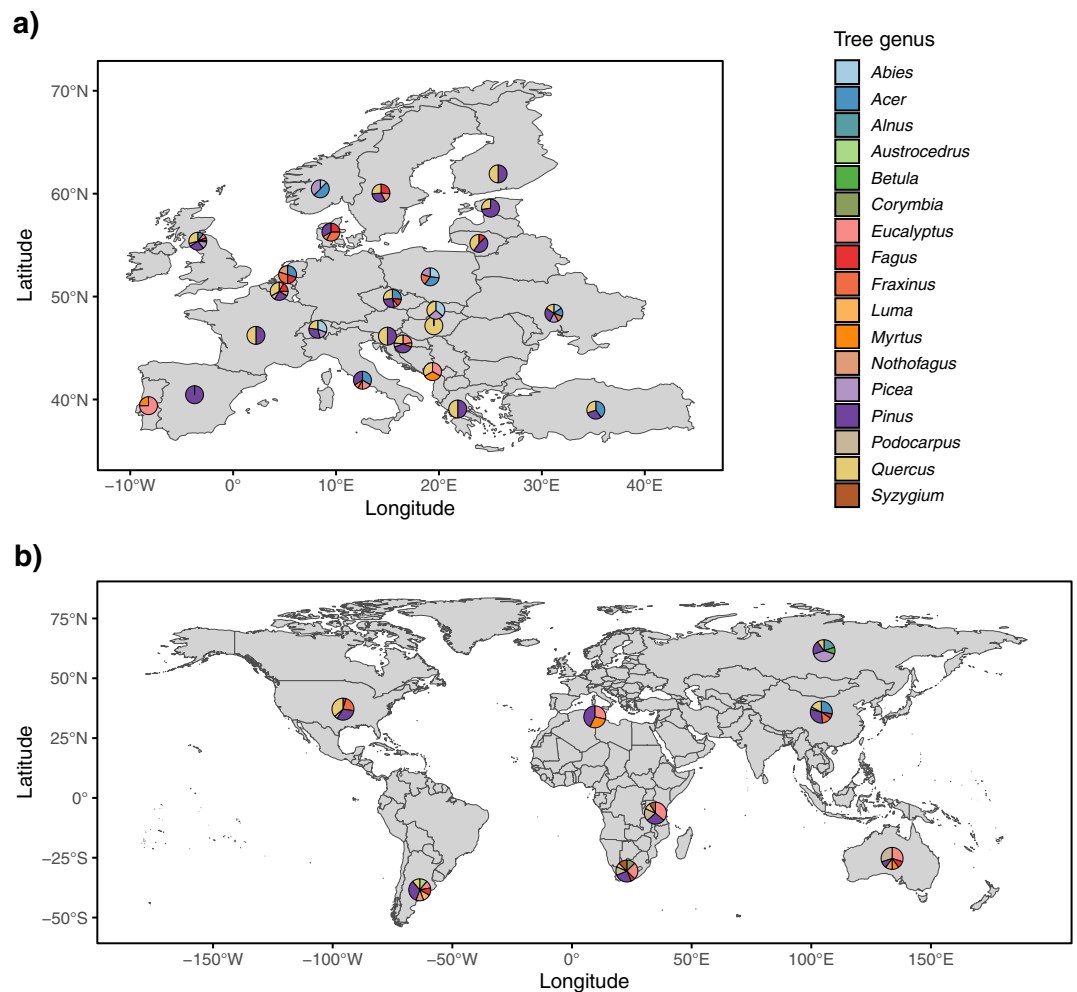 a)
70°N
60°N
50°N
40°N
Latitude
−10°W
0°
10°E
20°E
30°E
40°E
Longitude
Tree genus
Abies
Acer
Alnus
Austrocedrus
Betula
Corymbia
Eucalyptus
Fagus
Fraxinus
Luma
Myrtus
Nothofagus
Picea
Pinus
Podocarpus
Quercus
Syzygium
b)
75°N
50°N
25°N
0°
−25°S
−50°S
Latitude
−150°W
−100°W
−50°W
0°
50°E
100°E
150°E
Longitude